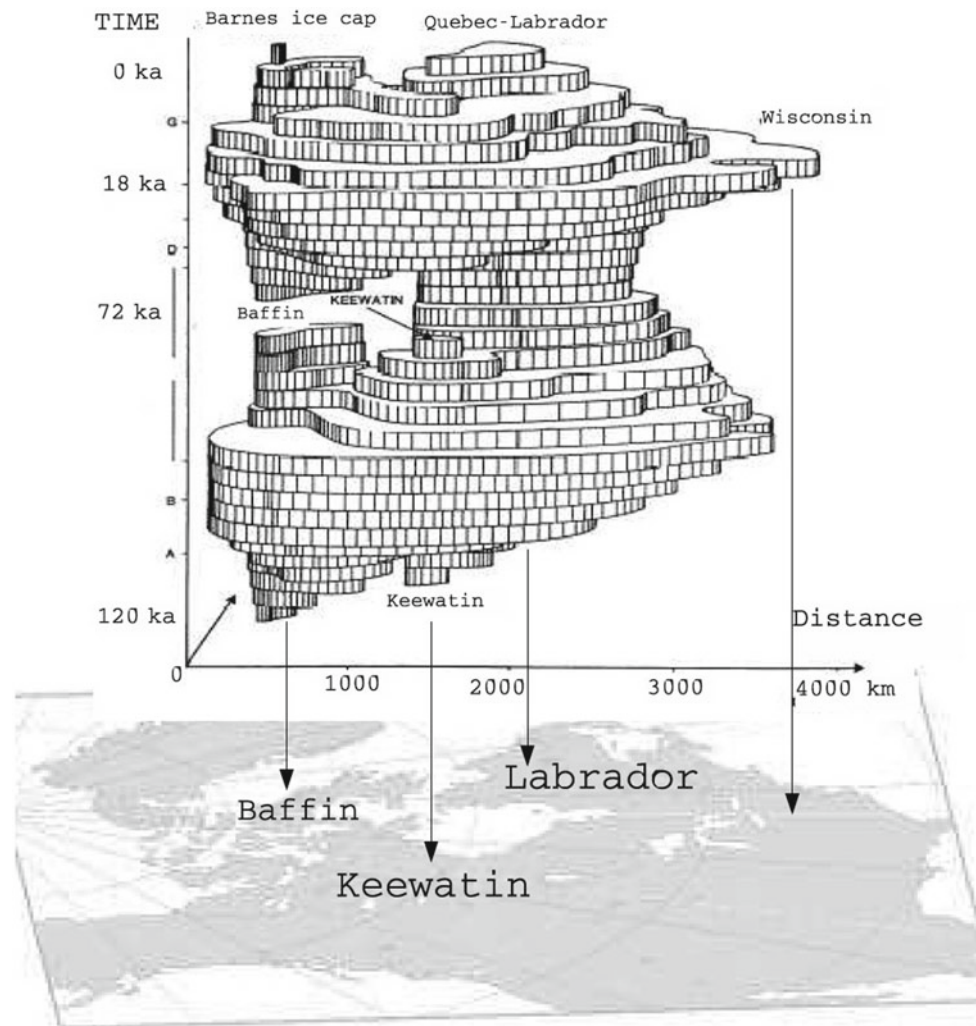 TIME
Barnes ice cap
Quebec-Labrador
0 ka
G
Wisconsin
18 ka
D
KEEWATIN
72 ka
Baffin
B
A
Keewatin
120 ka
Distance
0
1000
2000
3000
4000 km
Labrador
Baffin
Keewatin